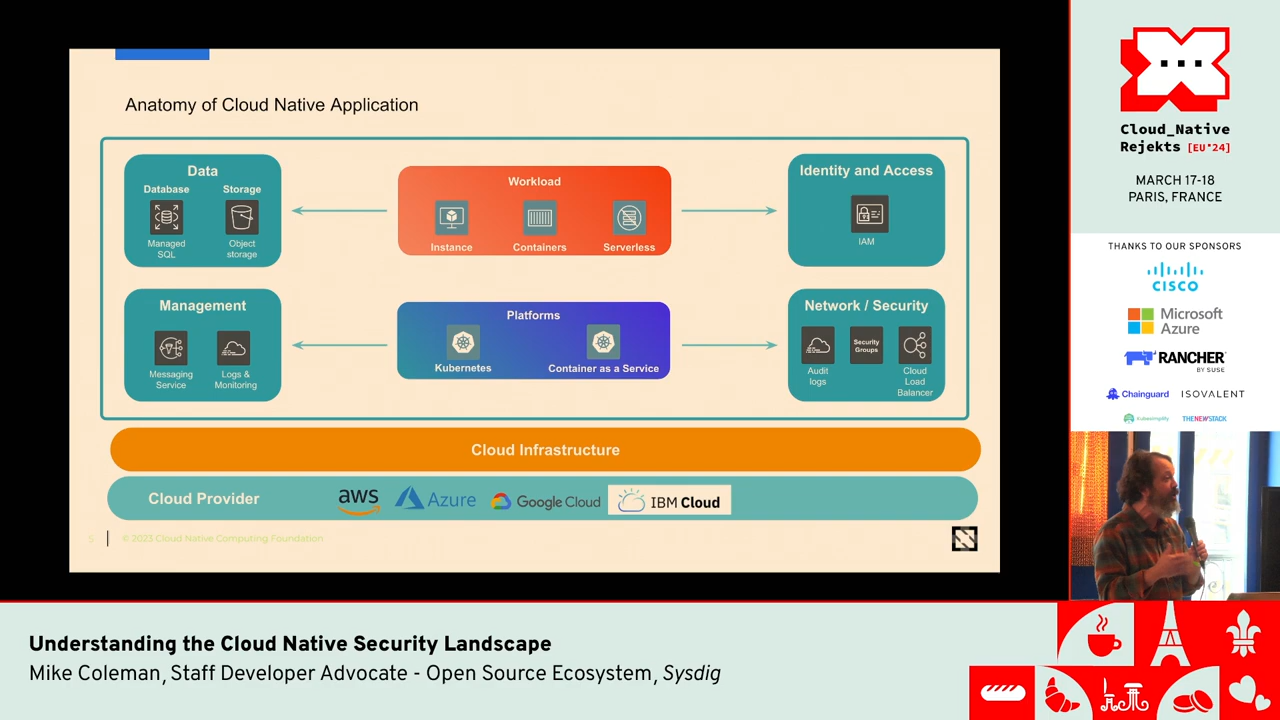 Anatomy of Cloud Native Application
Data
Database Storage
Managed
SQL
Object
storage
Workload
Instance Containers Serverless
Identity and Access
IAM
Management
Messaging
Service
Logs &
Monitoring
Platforms
Kubernetes Container as a Service
Network / Security
Audit
logs
Security
Groups
Cloud
Load
Balancer
Cloud Infrastructure
Cloud Provider
aws
Azure
Google Cloud
IBM Cloud
5
© 2023 Cloud Native Computing Foundation
Cloud_Native
Rejekts [EU*24]
MARCH 17-18
PARIS, FRANCE
THANKS TO OUR SPONSORS
CISCO
Microsoft
Azure
RANCHER
BY SUSE
Chainguard
ISOVALENT
Kubesimplify
THENEWSTACK
Understanding the Cloud Native Security Landscape
Mike Coleman, Staff Developer Advocate - Open Source Ecosystem, Sysdig